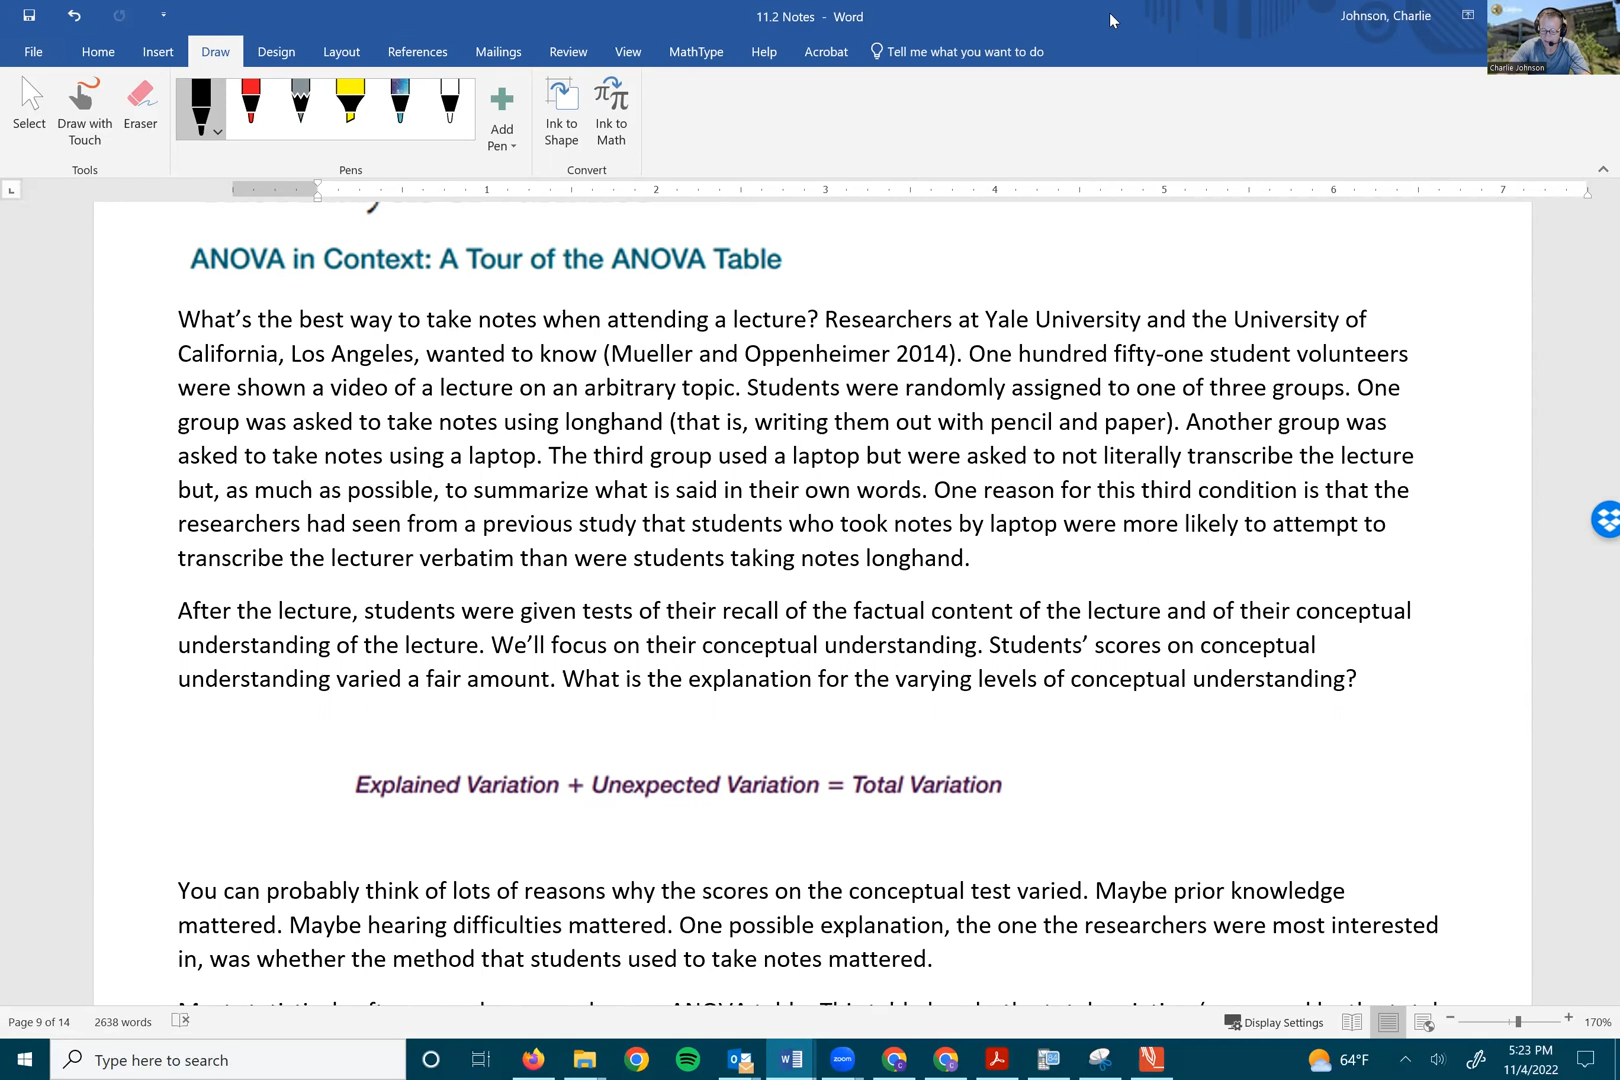 11.2 Notes - Word
Johnson, Charlie
Charlie Johnson
File Home Insert Draw Design Layout References Mailings Review View MathType Help Acrobat Tell me what you want to do
Select
Draw with Touch
Eraser
Add Pen
Ink to Shape
Ink to Math
Tools
Pens
Convert
1 2 3 4 5 6 7
ANOVA in Context: A Tour of the ANOVA Table
What's the best way to take notes when attending a lecture? Researchers at Yale University and the University of
California, Los Angeles, wanted to know (Mueller and Oppenheimer 2014). One hundred fifty-one student volunteers
were shown a video of a lecture on an arbitrary topic. Students were randomly assigned to one of three groups. One
group was asked to take notes using longhand (that is, writing them out with pencil and paper). Another group was
asked to take notes using a laptop. The third group used a laptop but were asked to not literally transcribe the lecture
but, as much as possible, to summarize what is said in their own words. One reason for this third condition is that the
researchers had seen from a previous study that students who took notes by laptop were more likely to attempt to
transcribe the lecturer verbatim than were students taking notes longhand.
After the lecture, students were given tests of their recall of the factual content of the lecture and of their conceptual
understanding of the lecture. We'll focus on their conceptual understanding. Students' scores on conceptual
understanding varied a fair amount. What is the explanation for the varying levels of conceptual understanding?
Explained Variation + Unexpected Variation = Total Variation
You can probably think of lots of reasons why the scores on the conceptual test varied. Maybe prior knowledge
mattered. Maybe hearing difficulties mattered. One possible explanation, the one the researchers were most interested
in, was whether the method that students used to take notes mattered.
Page 9 of 14 2638 words
Display Settings
170%
Type here to search
64°F
5:23 PM
11/4/2022